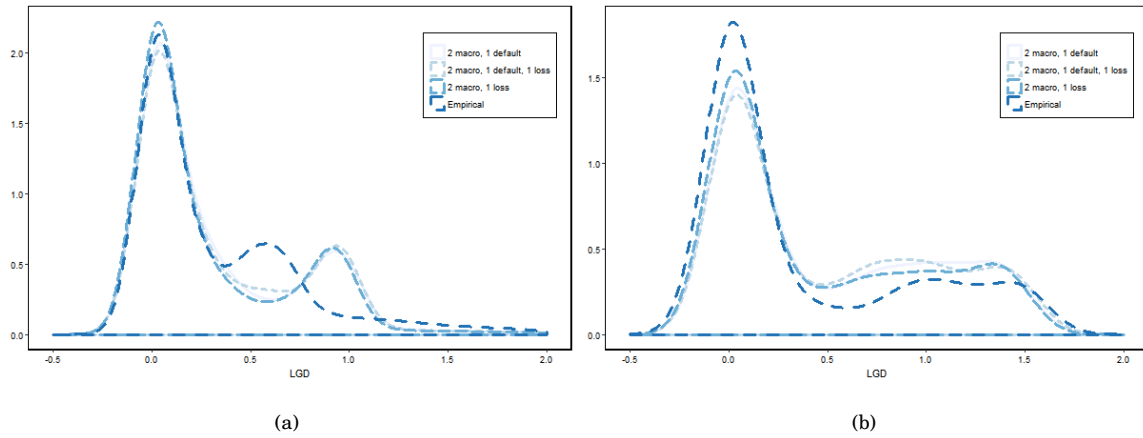 2.0
1.5
1.0
0.5
0.0
-0.5 0.0 0.5 1.0 1.5 2.0
LGD
2 macro, 1 default
2 macro, 1 default, 1 loss
2 macro, 1 loss
Empirical
(a)
1.5
1.0
0.5
0.0
-0.5 0.0 0.5 1.0 1.5 2.0
LGD
2 macro, 1 default
2 macro, 1 default, 1 loss
2 macro, 1 loss
Empirical
(b)